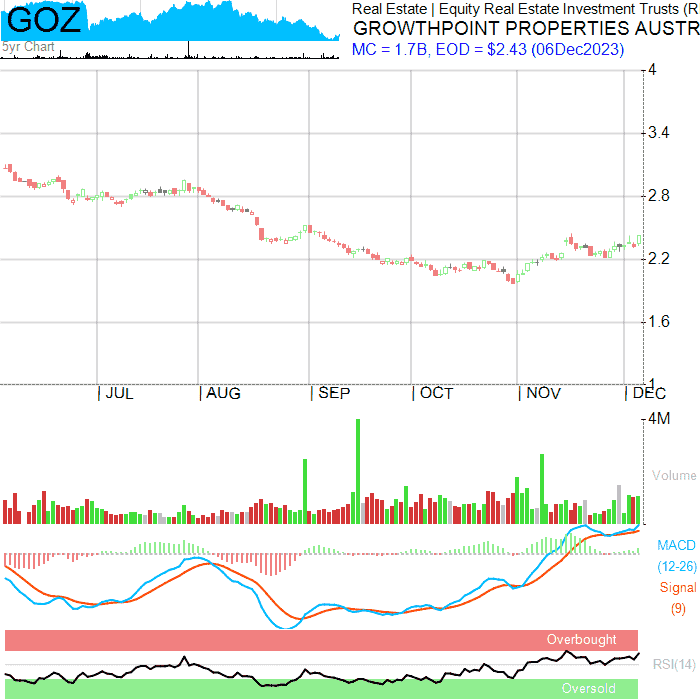 GOZ
5yr Chart
Real Estate | Equity Real Estate Investment Trusts (R
GROWTHPOINT PROPERTIES AUSTR
MC = 1.7B, EOD = $2.43 (06Dec2023)
4
3.4
2.8
2.2
1.6
1
| JUL | AUG | SEP | OCT | NOV | DEC
4M
Volume
MACD
(12-26)
Signal
(9)
Overbought
RSI(14)
Oversold